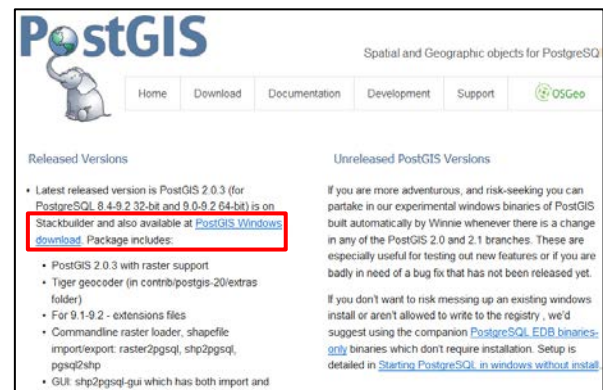 PostGIS
Spatial and Geographic objects for PostgreSQ
Home Download Documentation Development Support OSGeo
Released Versions
• Latest released version is PostGIS 2.0.3 (for
PostgreSQL 8.4-9.2 32-bit and 9.0-9.2 64-bit) is on
Stackbuilder and also available at PostGIS Windows
download. Package includes:
• PostGIS 2.0.3 with raster support
• Tiger geocoder (in contrib/postgis-20/extras
folder)
• For 9.1-9.2 - extensions files
• Commandline raster loader, shapefile
import/export: raster2pgsql, shp2pgsql,
pgsql2shp
• GUI: shp2pgsql-gui which has both import and
Unreleased PostGIS Versions
If you are more adventurous, and risk-seeking you can
partake in our experimental windows binaries of PostGIS
built automatically by Winnie whenever there is a change
in any of the PostGIS 2.0 and 2.1 branches. These are
especially useful for testing out new features or if you are
badly in need of a bug fix that has not been released yet.
If you don't want to risk messing up an existing windows
install or aren't allowed to write to the registry , we'd
suggest using the companion PostgreSQL EDB binaries-
only binaries which don't require installation. Setup is
detailed in Starting PostgreSQL in windows without install.